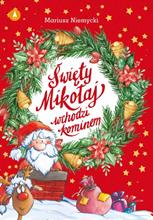 Mariusz Niemycki
Święty
Mikołaj
wchodzi
kominem